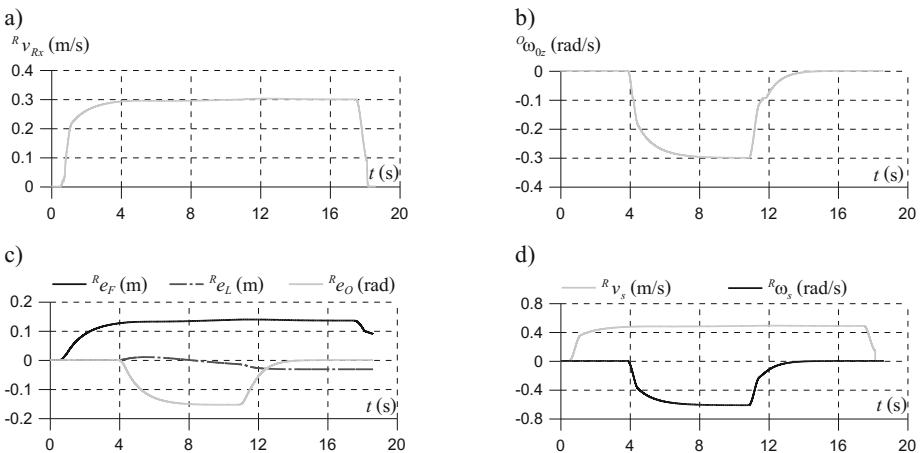 a)
ᴿv_Rx (m/s)
0.4
0.3
0.2
0.1
0
t (s)
0 4 8 12 16 20
b)
ᴼω_0z (rad/s)
0
-0.1
-0.2
-0.3
-0.4
t (s)
0 4 8 12 16 20
c)
ᴿe_F (m) ᴿe_L (m) ᴿe_O (rad)
0.2
0.1
0
-0.1
-0.2
t (s)
0 4 8 12 16 20
d)
ᴿv_s (m/s) ᴿω_s (rad/s)
0.8
0.4
0
-0.4
-0.8
t (s)
0 4 8 12 16 20